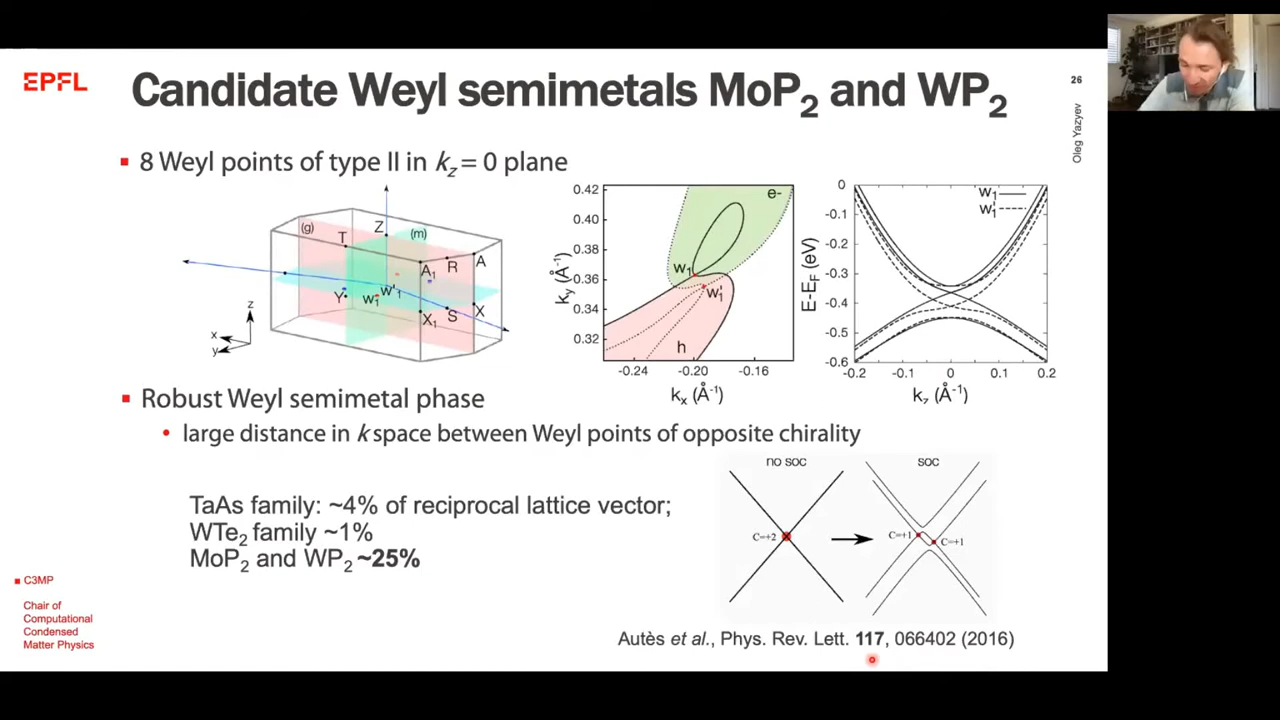 EPFL
Candidate Weyl semimetals MoP2 and WP2
26
Oleg Yazyev
▪ 8 Weyl points of type II in kz = 0 plane
(g)
(m)
Z
T
A1
R
A
Y
W1
W'1
X1
S
X
z
x
y
0.42
0.40
0.38
0.36
0.34
0.32
ky (Å-1)
e-
W1
W'1
h
-0.24
-0.20
-0.16
kx (Å-1)
0
-0.1
-0.2
-0.3
-0.4
-0.5
-0.6
E-EF (eV)
W1
W'1
-0.2
-0.1
0
0.1
0.2
kz (Å-1)
▪ Robust Weyl semimetal phase
• large distance in k space between Weyl points of opposite chirality
no soc
soc
C=+2
C=+1
C=+1
TaAs family: ~4% of reciprocal lattice vector;
WTe2 family ~1%
MoP2 and WP2 ~25%
▪ C3MP
Chair of
Computational
Condensed
Matter Physics
Autès et al., Phys. Rev. Lett. 117, 066402 (2016)